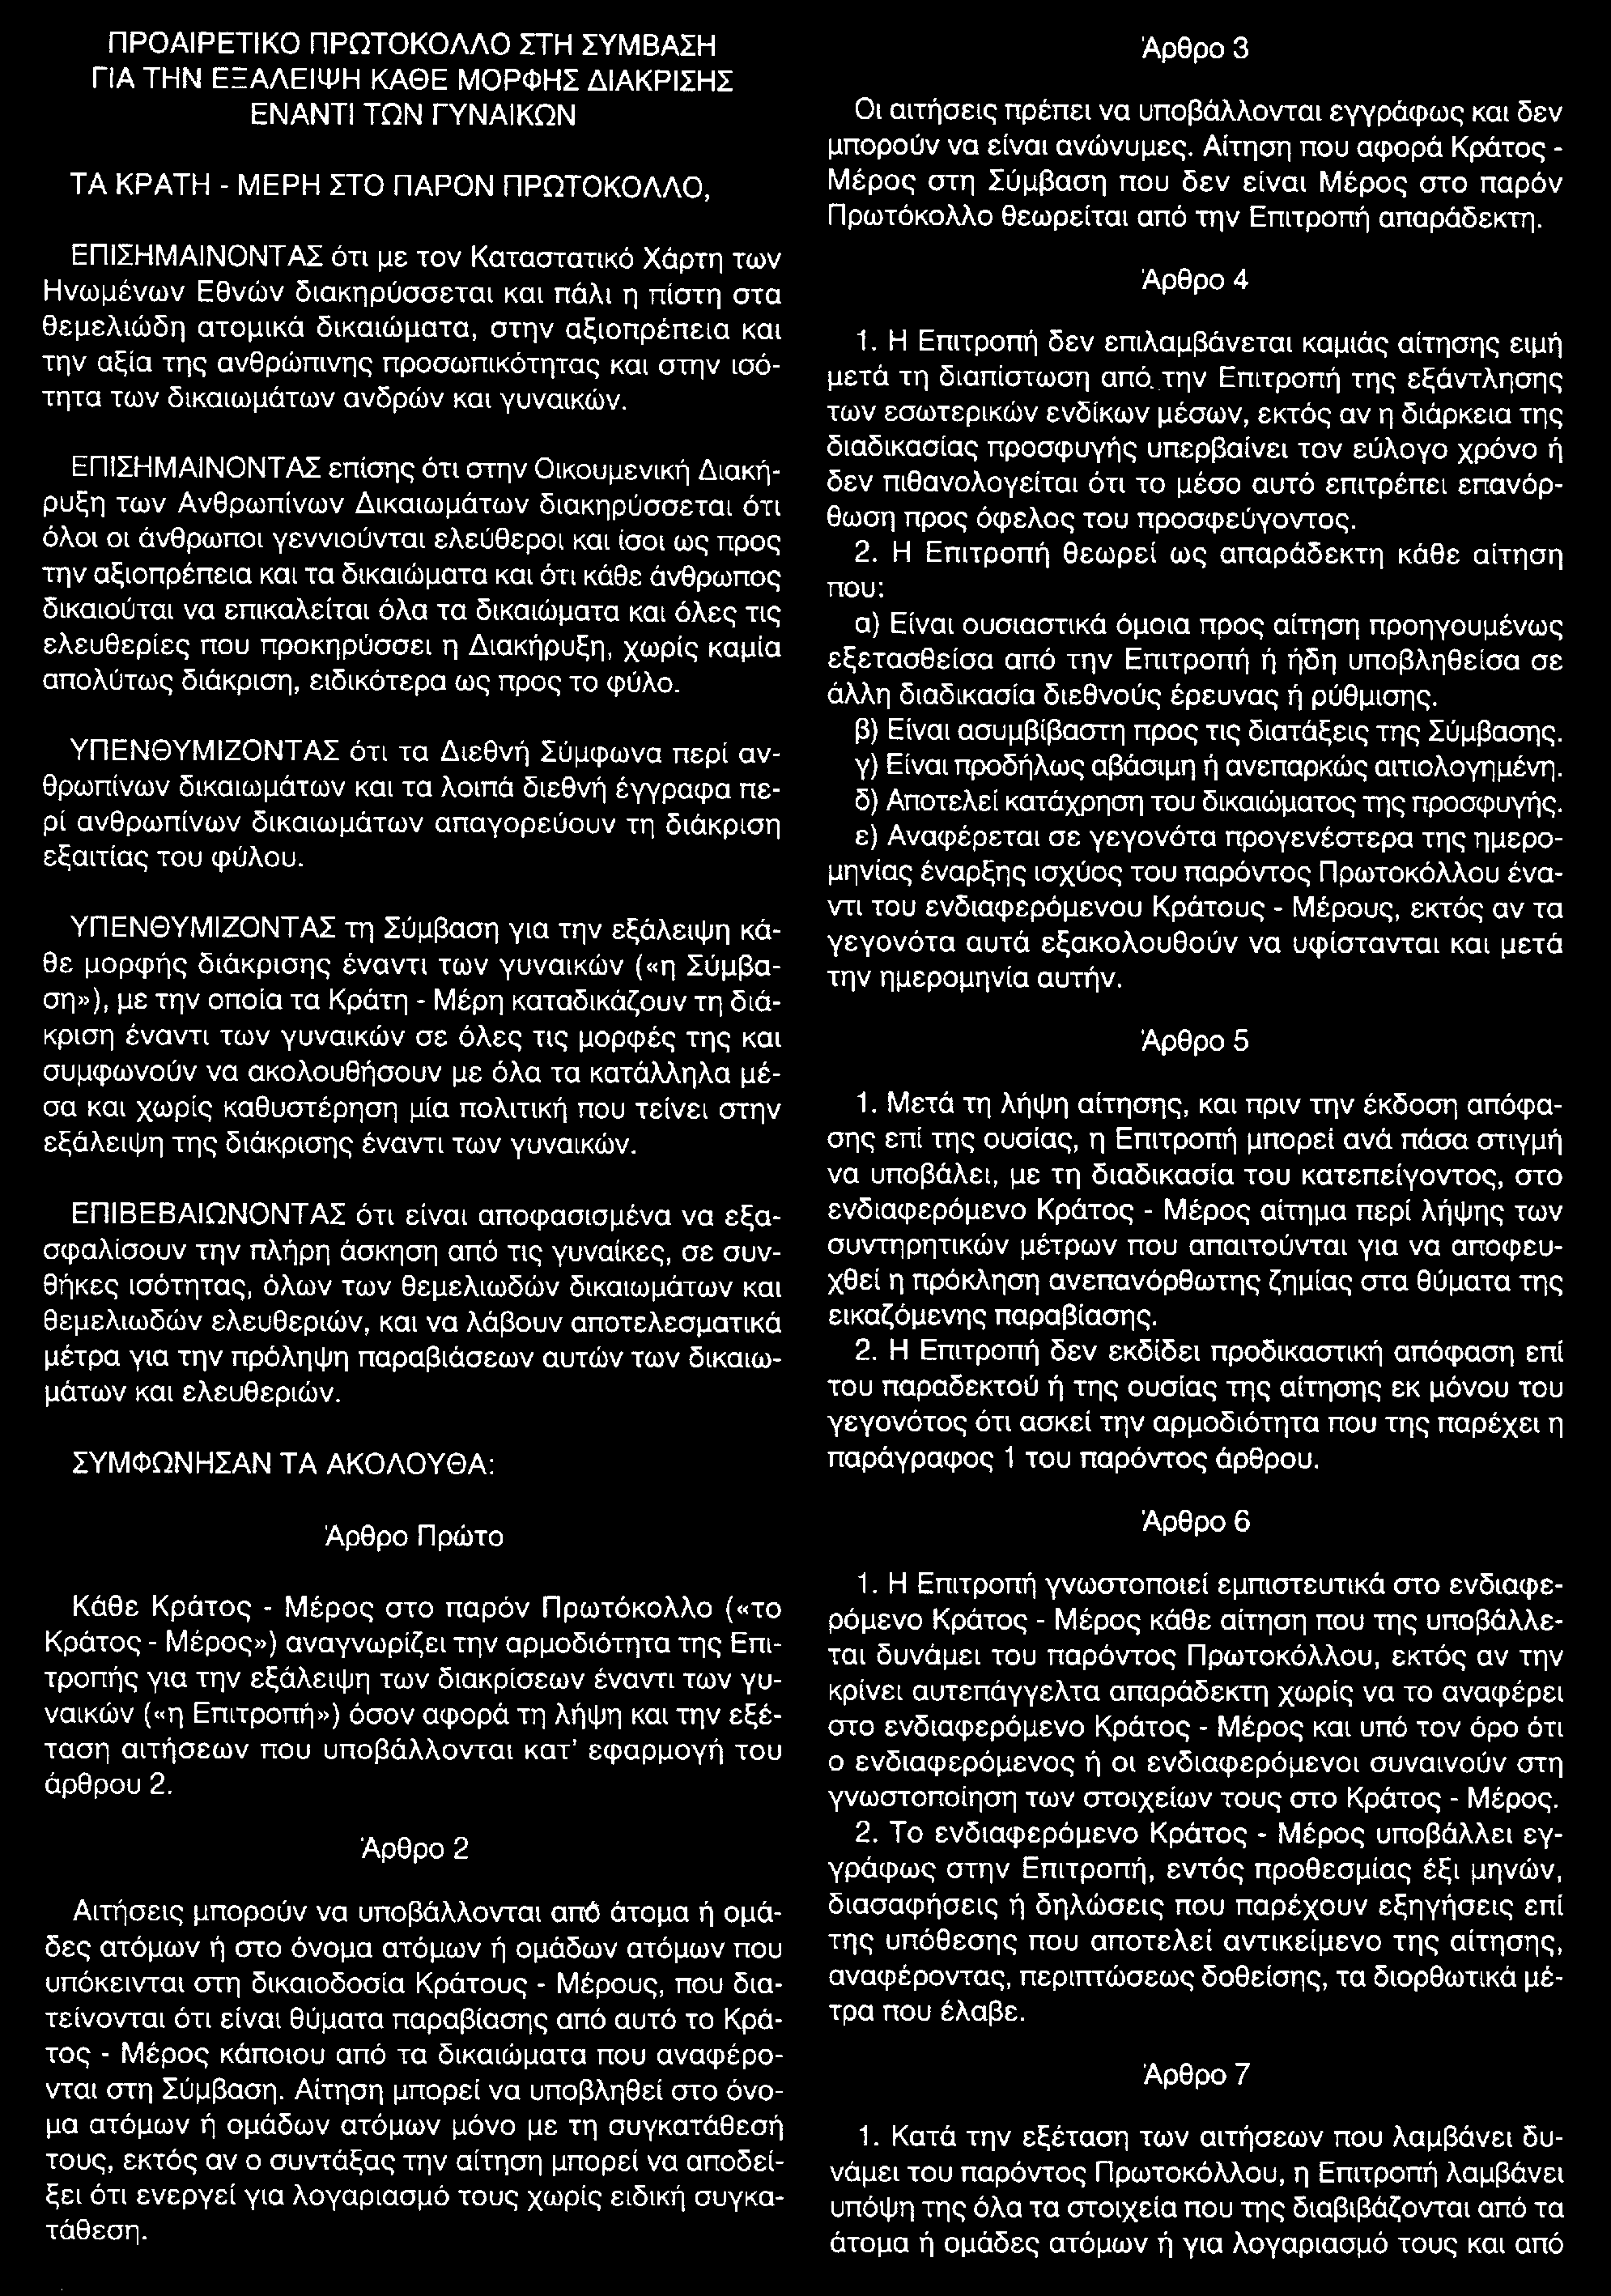 ΠΡΟΑΙΡΕΤΙΚΟ ΠΡΩΤΟΚΟΛΛΟ ΣΤΗ ΣΥΜΒΑΣΗ
ΓΙΑ ΤΗΝ ΕΞΑΛΕΙΨΗ ΚΑΘΕ ΜΟΡΦΗΣ ΔΙΑΚΡΙΣΗΣ
ΕΝΑΝΤΙ ΤΩΝ ΓΥΝΑΙΚΩΝ
ΤΑ ΚΡΑΤΗ - ΜΕΡΗ ΣΤΟ ΠΑΡΟΝ ΠΡΩΤΟΚΟΛΛΟ,
ΕΠΙΣΗΜΑΙΝΟΝΤΑΣ ότι με τον Καταστατικό Χάρτη των
Ηνωμένων Εθνών διακηρύσσεται και πάλι η πίστη στα
θεμελιώδη ατομικά δικαιώματα, στην αξιοπρέπεια και
την αξία της ανθρώπινης προσωπικότητας και στην ισό-
τητα των δικαιωμάτων ανδρών και γυναικών.
ΕΠΙΣΗΜΑΙΝΟΝΤΑΣ επίσης ότι στην Οικουμενική Διακή-
ρυξη των Ανθρωπίνων Δικαιωμάτων διακηρύσσεται ότι
όλοι οι άνθρωποι γεννιούνται ελεύθεροι και ίσοι ως προς
την αξιοπρέπεια και τα δικαιώματα και ότι κάθε άνθρωπος
δικαιούται να επικαλείται όλα τα δικαιώματα και όλες τις
ελευθερίες που προκηρύσσει η Διακήρυξη, χωρίς καμία
απολύτως διάκριση, ειδικότερα ως προς το φύλο.
ΥΠΕΝΘΥΜΙΖΟΝΤΑΣ ότι τα Διεθνή Σύμφωνα περί αν-
θρωπίνων δικαιωμάτων και τα λοιπά διεθνή έγγραφα πε-
ρί ανθρωπίνων δικαιωμάτων απαγορεύουν τη διάκριση
εξαιτίας του φύλου.
ΥΠΕΝΘΥΜΙΖΟΝΤΑΣ τη Σύμβαση για την εξάλειψη κά-
θε μορφής διάκρισης έναντι των γυναικών («η Σύμβα-
ση»), με την οποία τα Κράτη - Μέρη καταδικάζουν τη διά-
κριση έναντι των γυναικών σε όλες τις μορφές της και
συμφωνούν να ακολουθήσουν με όλα τα κατάλληλα μέ-
σα και χωρίς καθυστέρηση μία πολιτική που τείνει στην
εξάλειψη της διάκρισης έναντι των γυναικών.
ΕΠΙΒΕΒΑΙΩΝΟΝΤΑΣ ότι είναι αποφασισμένα να εξα-
σφαλίσουν την πλήρη άσκηση από τις γυναίκες, σε συν-
θήκες ισότητας, όλων των θεμελιωδών δικαιωμάτων και
θεμελιωδών ελευθεριών, και να λάβουν αποτελεσματικά
μέτρα για την πρόληψη παραβιάσεων αυτών των δικαιω-
μάτων και ελευθεριών.
ΣΥΜΦΩΝΗΣΑΝ ΤΑ ΑΚΟΛΟΥΘΑ:
Άρθρο Πρώτο
Κάθε Κράτος - Μέρος στο παρόν Πρωτόκολλο («το
Κράτος - Μέρος») αναγνωρίζει την αρμοδιότητα της Επι-
τροπής για την εξάλειψη των διακρίσεων έναντι των γυ-
ναικών («η Επιτροπή») όσον αφορά τη λήψη και την εξέ-
ταση αιτήσεων που υποβάλλονται κατ' εφαρμογή του
άρθρου 2.
Άρθρο 2
Αιτήσεις μπορούν να υποβάλλονται από άτομα ή ομά-
δες ατόμων ή στο όνομα ατόμων ή ομάδων ατόμων που
υπόκεινται στη δικαιοδοσία Κράτους - Μέρους, που δια-
τείνονται ότι είναι θύματα παραβίασης από αυτό το Κρά-
τος - Μέρος κάποιου από τα δικαιώματα που αναφέρο-
νται στη Σύμβαση. Αίτηση μπορεί να υποβληθεί στο όνο-
μα ατόμων ή ομάδων ατόμων μόνο με τη συγκατάθεσή
τους, εκτός αν ο συντάξας την αίτηση μπορεί να αποδεί-
ξει ότι ενεργεί για λογαριασμό τους χωρίς ειδική συγκα-
τάθεση.
Άρθρο 3
Οι αιτήσεις πρέπει να υποβάλλονται εγγράφως και δεν
μπορούν να είναι ανώνυμες. Αίτηση που αφορά Κράτος -
Μέρος στη Σύμβαση που δεν είναι Μέρος στο παρόν
Πρωτόκολλο θεωρείται από την Επιτροπή απαράδεκτη.
Άρθρο 4
1. Η Επιτροπή δεν επιλαμβάνεται καμιάς αίτησης ειμή
μετά τη διαπίστωση από την Επιτροπή της εξάντλησης
των εσωτερικών ενδίκων μέσων, εκτός αν η διάρκεια της
διαδικασίας προσφυγής υπερβαίνει τον εύλογο χρόνο ή
δεν πιθανολογείται ότι το μέσο αυτό επιτρέπει επανόρ-
θωση προς όφελος του προσφεύγοντος.
2. Η Επιτροπή θεωρεί ως απαράδεκτη κάθε αίτηση
που:
α) Είναι ουσιαστικά όμοια προς αίτηση προηγουμένως
εξετασθείσα από την Επιτροπή ή ήδη υποβληθείσα σε
άλλη διαδικασία διεθνούς έρευνας ή ρύθμισης.
β) Είναι ασυμβίβαστη προς τις διατάξεις της Σύμβασης.
γ) Είναι προδήλως αβάσιμη ή ανεπαρκώς αιτιολογημένη.
δ) Αποτελεί κατάχρηση του δικαιώματος της προσφυγής.
ε) Αναφέρεται σε γεγονότα προγενέστερα της ημερο-
μηνίας έναρξης ισχύος του παρόντος Πρωτοκόλλου ένα-
ντι του ενδιαφερόμενου Κράτους - Μέρους, εκτός αν τα
γεγονότα αυτά εξακολουθούν να υφίστανται και μετά
την ημερομηνία αυτήν.
Άρθρο 5
1. Μετά τη λήψη αίτησης, και πριν την έκδοση απόφα-
σης επί της ουσίας, η Επιτροπή μπορεί ανά πάσα στιγμή
να υποβάλει, με τη διαδικασία του κατεπείγοντος, στο
ενδιαφερόμενο Κράτος - Μέρος αίτημα περί λήψης των
συντηρητικών μέτρων που απαιτούνται για να αποφευ-
χθεί η πρόκληση ανεπανόρθωτης ζημίας στα θύματα της
εικαζόμενης παραβίασης.
2. Η Επιτροπή δεν εκδίδει προδικαστική απόφαση επί
του παραδεκτού ή της ουσίας της αίτησης εκ μόνου του
γεγονότος ότι ασκεί την αρμοδιότητα που της παρέχει η
παράγραφος 1 του παρόντος άρθρου.
Άρθρο 6
1. Η Επιτροπή γνωστοποιεί εμπιστευτικά στο ενδιαφε-
ρόμενο Κράτος - Μέρος κάθε αίτηση που της υποβάλλε-
ται δυνάμει του παρόντος Πρωτοκόλλου, εκτός αν την
κρίνει αυτεπάγγελτα απαράδεκτη χωρίς να το αναφέρει
στο ενδιαφερόμενο Κράτος - Μέρος και υπό τον όρο ότι
ο ενδιαφερόμενος ή οι ενδιαφερόμενοι συναινούν στη
γνωστοποίηση των στοιχείων τους στο Κράτος - Μέρος.
2. Το ενδιαφερόμενο Κράτος - Μέρος υποβάλλει εγ-
γράφως στην Επιτροπή, εντός προθεσμίας έξι μηνών,
διασαφήσεις ή δηλώσεις που παρέχουν εξηγήσεις επί
της υπόθεσης που αποτελεί αντικείμενο της αίτησης,
αναφέροντας, περιπτώσεως δοθείσης, τα διορθωτικά μέ-
τρα που έλαβε.
Άρθρο 7
1. Κατά την εξέταση των αιτήσεων που λαμβάνει δυ-
νάμει του παρόντος Πρωτοκόλλου, η Επιτροπή λαμβάνει
υπόψη της όλα τα στοιχεία που της διαβιβάζονται από τα
άτομα ή ομάδες ατόμων ή για λογαριασμό τους και από